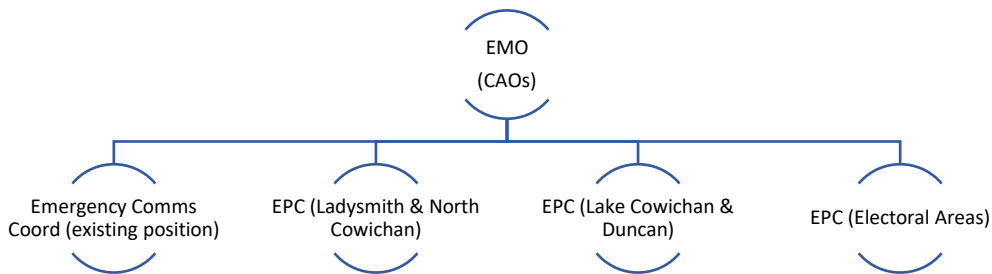 EMO
(CAOs)
Emergency Comms
Coord (existing position)
EPC (Ladysmith & North
Cowichan)
EPC (Lake Cowichan &
Duncan)
EPC (Electoral Areas)